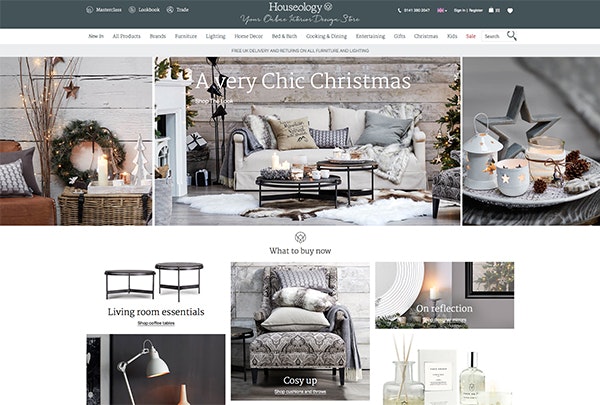 Masterclass Lookbook Trade
Houseology
Your Online Interior Design Store
0141 380 2047 Sign in | Register
New In All Products Brands Furniture Lighting Home Decor Bed & Bath Cooking & Dining Entertaining Gifts Christmas Kids Sale Search
FREE UK DELIVERY AND RETURNS ON ALL FURNITURE AND LIGHTING
A very Chic Christmas
Shop The Look
What to buy now
Living room essentials
Shop coffee tables
Cosy up
Shop cushions and throws
On reflection
Shop designer mirrors